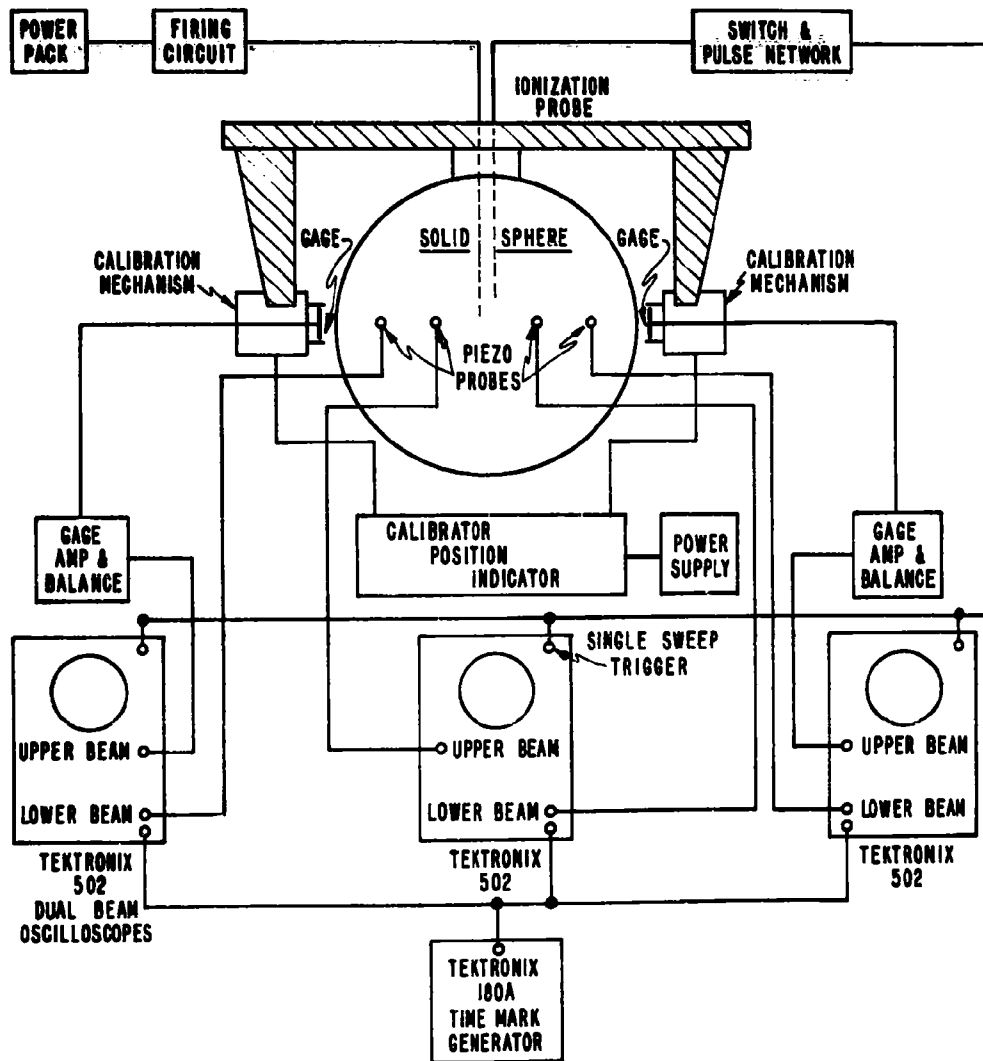 POWER
PACK
FIRING
CIRCUIT
SWITCH &
PULSE NETWORK
IONIZATION
PROBE
GAGE
SOLID SPHERE
GAGE
CALIBRATION
MECHANISM
CALIBRATION
MECHANISM
PIEZO
PROBES
GAGE
AMP &
BALANCE
CALIBRATOR
POSITION
INDICATOR
POWER
SUPPLY
GAGE
AMP &
BALANCE
SINGLE SWEEP
TRIGGER
UPPER BEAM
LOWER BEAM
UPPER BEAM
LOWER BEAM
UPPER BEAM
LOWER BEAM
TEKTRONIX
502
DUAL BEAM
OSCILLOSCOPES
TEKTRONIX
502
TEKTRONIX
502
TEKTRONIX
180A
TIME MARK
GENERATOR